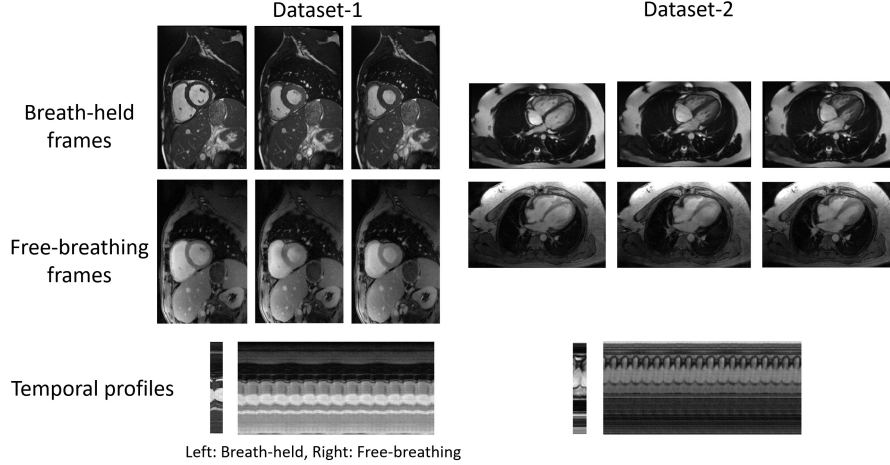 Dataset-1
Dataset-2
Breath-held
frames
Free-breathing
frames
Temporal profiles
Left: Breath-held, Right: Free-breathing